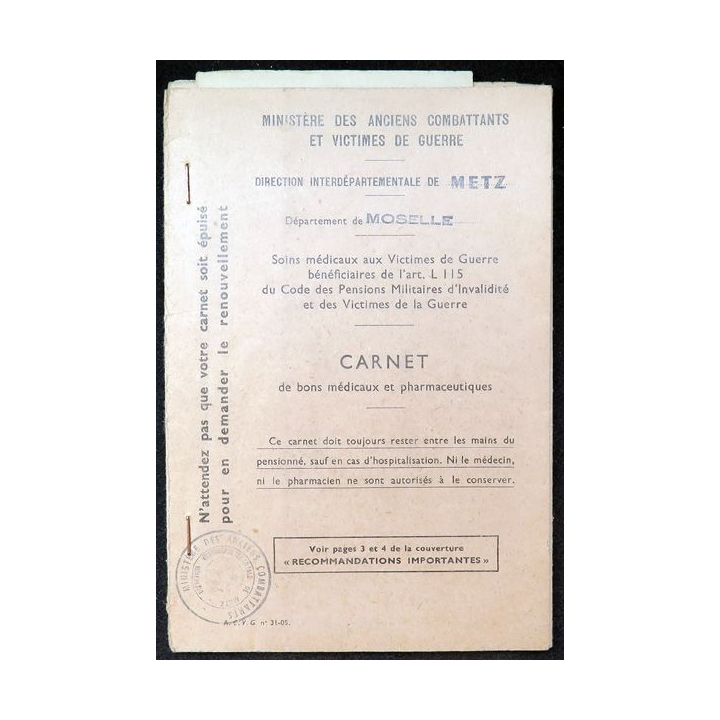 MINISTÈRE DES ANCIENS COMBATTANTS
ET VICTIMES DE GUERRE
DIRECTION INTERDÉPARTEMENTALE DE METZ
Département de MOSELLE
Soins médicaux aux Victimes de Guerre
bénéficiaires de l'art. L 115
du Code des Pensions Militaires d'Invalidité
et des Victimes de la Guerre
CARNET
de bons médicaux et pharmaceutiques
Ce carnet doit toujours rester entre les mains du
pensionné, sauf en cas d'hospitalisation. Ni le médecin,
ni le pharmacien ne sont autorisés à le conserver.
Voir pages 3 et 4 de la couverture
« RECOMMANDATIONS IMPORTANTES »
N'attendez pas que votre carnet soit épuisé
pour en demander le renouvellement
MINISTÈRE DES ANCIENS COMBATTANTS
A. C. V. G. n° 31-05.